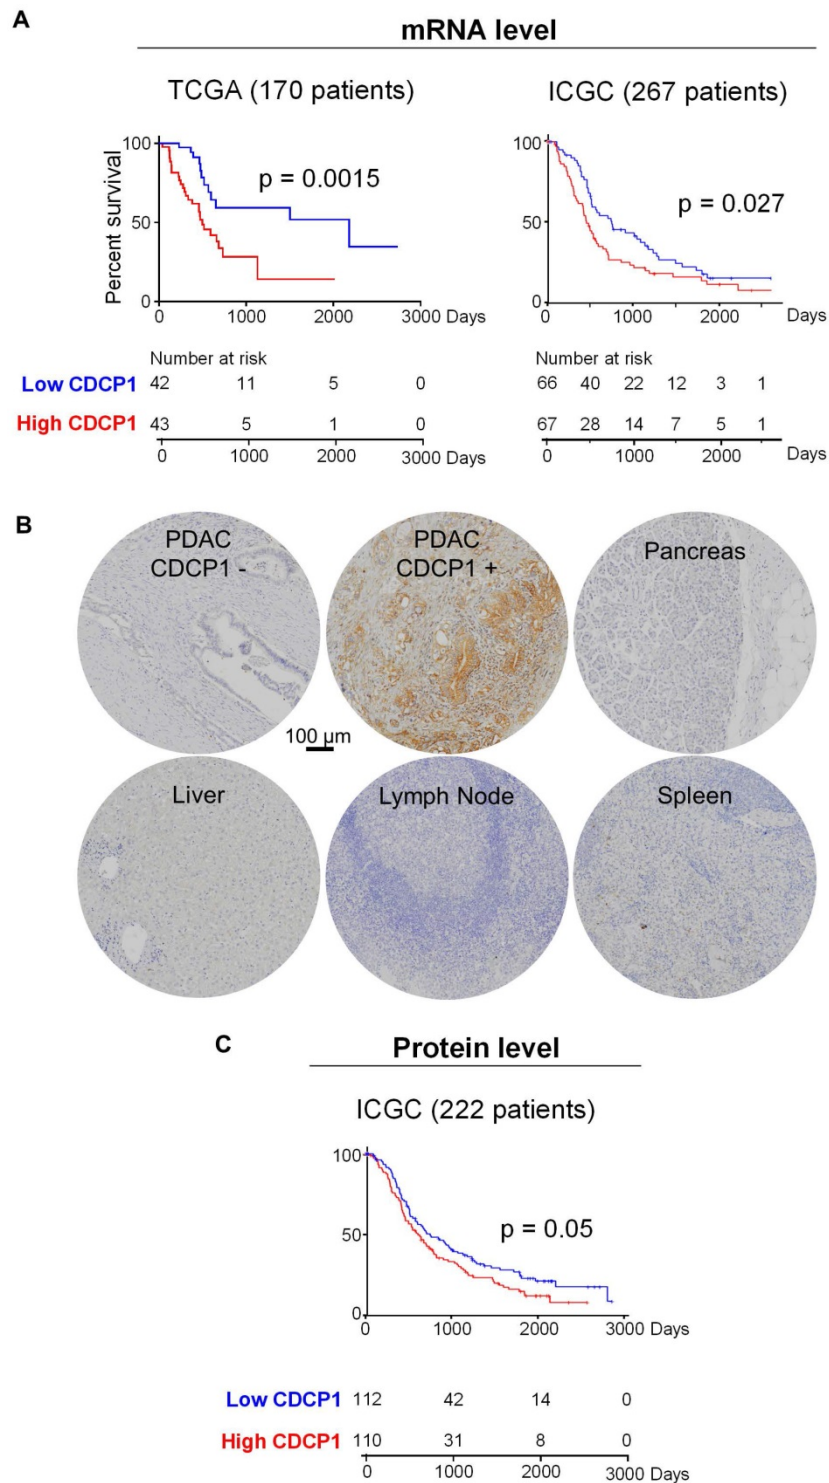 A
mRNA level
TCGA (170 patients)
Percent survival
100
50
0
p = 0.0015
0 1000 2000 3000 Days
Number at risk
Low CDCP1 42 11 5 0
High CDCP1 43 5 1 0
0 1000 2000 3000 Days
ICGC (267 patients)
100
50
0
p = 0.027
0 1000 2000 Days
Number at risk
66 40 22 12 3 1
67 28 14 7 5 1
0 1000 2000 Days
B
PDAC
CDCP1 -
PDAC
CDCP1 +
Pancreas
100 µm
Liver
Lymph Node
Spleen
C
Protein level
ICGC (222 patients)
100
50
0
p = 0.05
0 1000 2000 3000 Days
Low CDCP1 112 42 14 0
High CDCP1 110 31 8 0
0 1000 2000 3000 Days